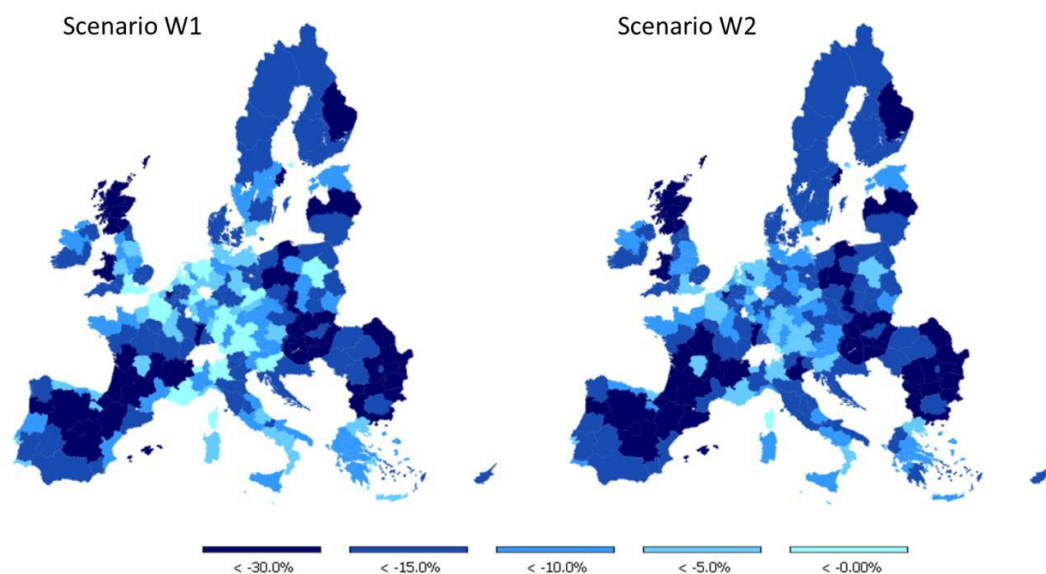 Scenario W1
Scenario W2
< -30.0%
< -15.0%
< -10.0%
< -5.0%
< -0.00%